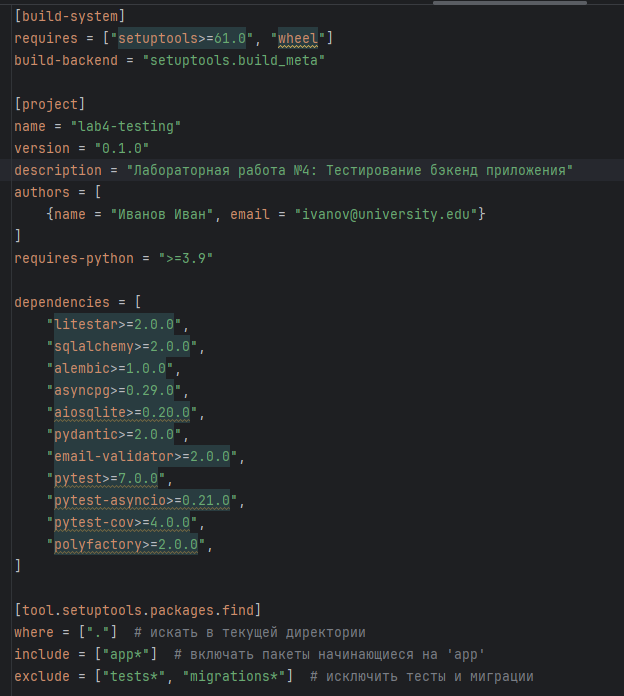 [build-system]
requires = ["setuptools>=61.0", "wheel"]
build-backend = "setuptools.build_meta"
[project]
name = "lab4-testing"
version = "0.1.0"
description = "Лабораторная работа №4: Тестирование бэкенд приложения"
authors = [
    {name = "Иванов Иван", email = "ivanov@university.edu"}
]
requires-python = ">=3.9"
dependencies = [
    "litestar>=2.0.0",
    "sqlalchemy>=2.0.0",
    "alembic>=1.0.0",
    "asyncpg>=0.29.0",
    "aiosqlite>=0.20.0",
    "pydantic>=2.0.0",
    "email-validator>=2.0.0",
    "pytest>=7.0.0",
    "pytest-asyncio>=0.21.0",
    "pytest-cov>=4.0.0",
    "polyfactory>=2.0.0",
]
[tool.setuptools.packages.find]
where = ["."]  # искать в текущей директории
include = ["app*"]  # включать пакеты начинающиеся на 'app'
exclude = ["tests*", "migrations*"]  # исключить тесты и миграции